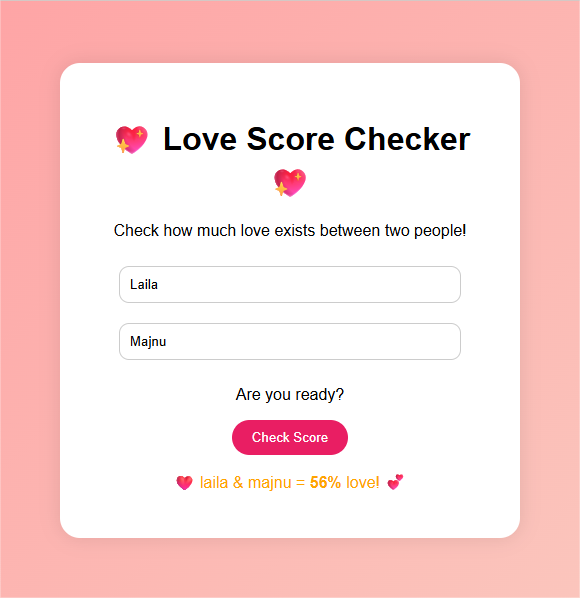 💖 Love Score Checker
💖
Check how much love exists between two people!
Laila
Majnu
Are you ready?
Check Score
💖 laila & majnu = 56% love! 💕